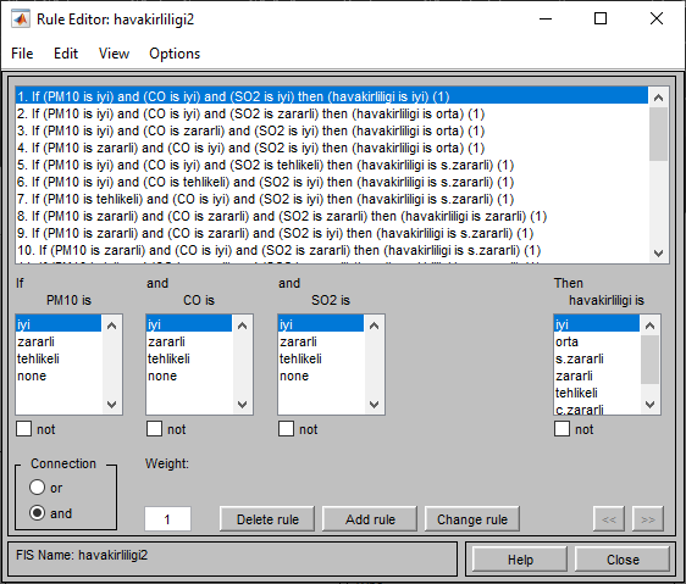 Rule Editor: havakirliligi2
File Edit View Options
1. If (PM10 is iyi) and (CO is iyi) and (SO2 is iyi) then (havakirliligi is iyi) (1)
2. If (PM10 is iyi) and (CO is iyi) and (SO2 is zararli) then (havakirliligi is orta) (1)
3. If (PM10 is iyi) and (CO is zararli) and (SO2 is iyi) then (havakirliligi is orta) (1)
4. If (PM10 is zararli) and (CO is iyi) and (SO2 is iyi) then (havakirliligi is orta) (1)
5. If (PM10 is iyi) and (CO is iyi) and (SO2 is tehlikeli) then (havakirliligi is s.zararli) (1)
6. If (PM10 is iyi) and (CO is tehlikeli) and (SO2 is iyi) then (havakirliligi is s.zararli) (1)
7. If (PM10 is tehlikeli) and (CO is iyi) and (SO2 is iyi) then (havakirliligi is s.zararli) (1)
8. If (PM10 is zararli) and (CO is zararli) and (SO2 is zararli) then (havakirliligi is zararli) (1)
9. If (PM10 is zararli) and (CO is zararli) and (SO2 is iyi) then (havakirliligi is s.zararli) (1)
10. If (PM10 is zararli) and (CO is iyi) and (SO2 is zararli) then (havakirliligi is s.zararli) (1)
If and and Then
PM10 is CO is SO2 is havakirliligi is
iyi iyi iyi iyi
zararli zararli zararli orta
tehlikeli tehlikeli tehlikeli s.zararli
none none none zararli
tehlikeli
c.zararli
not not not not
Connection Weight:
or
and 1 Delete rule Add rule Change rule << >>
FIS Name: havakirliligi2 Help Close